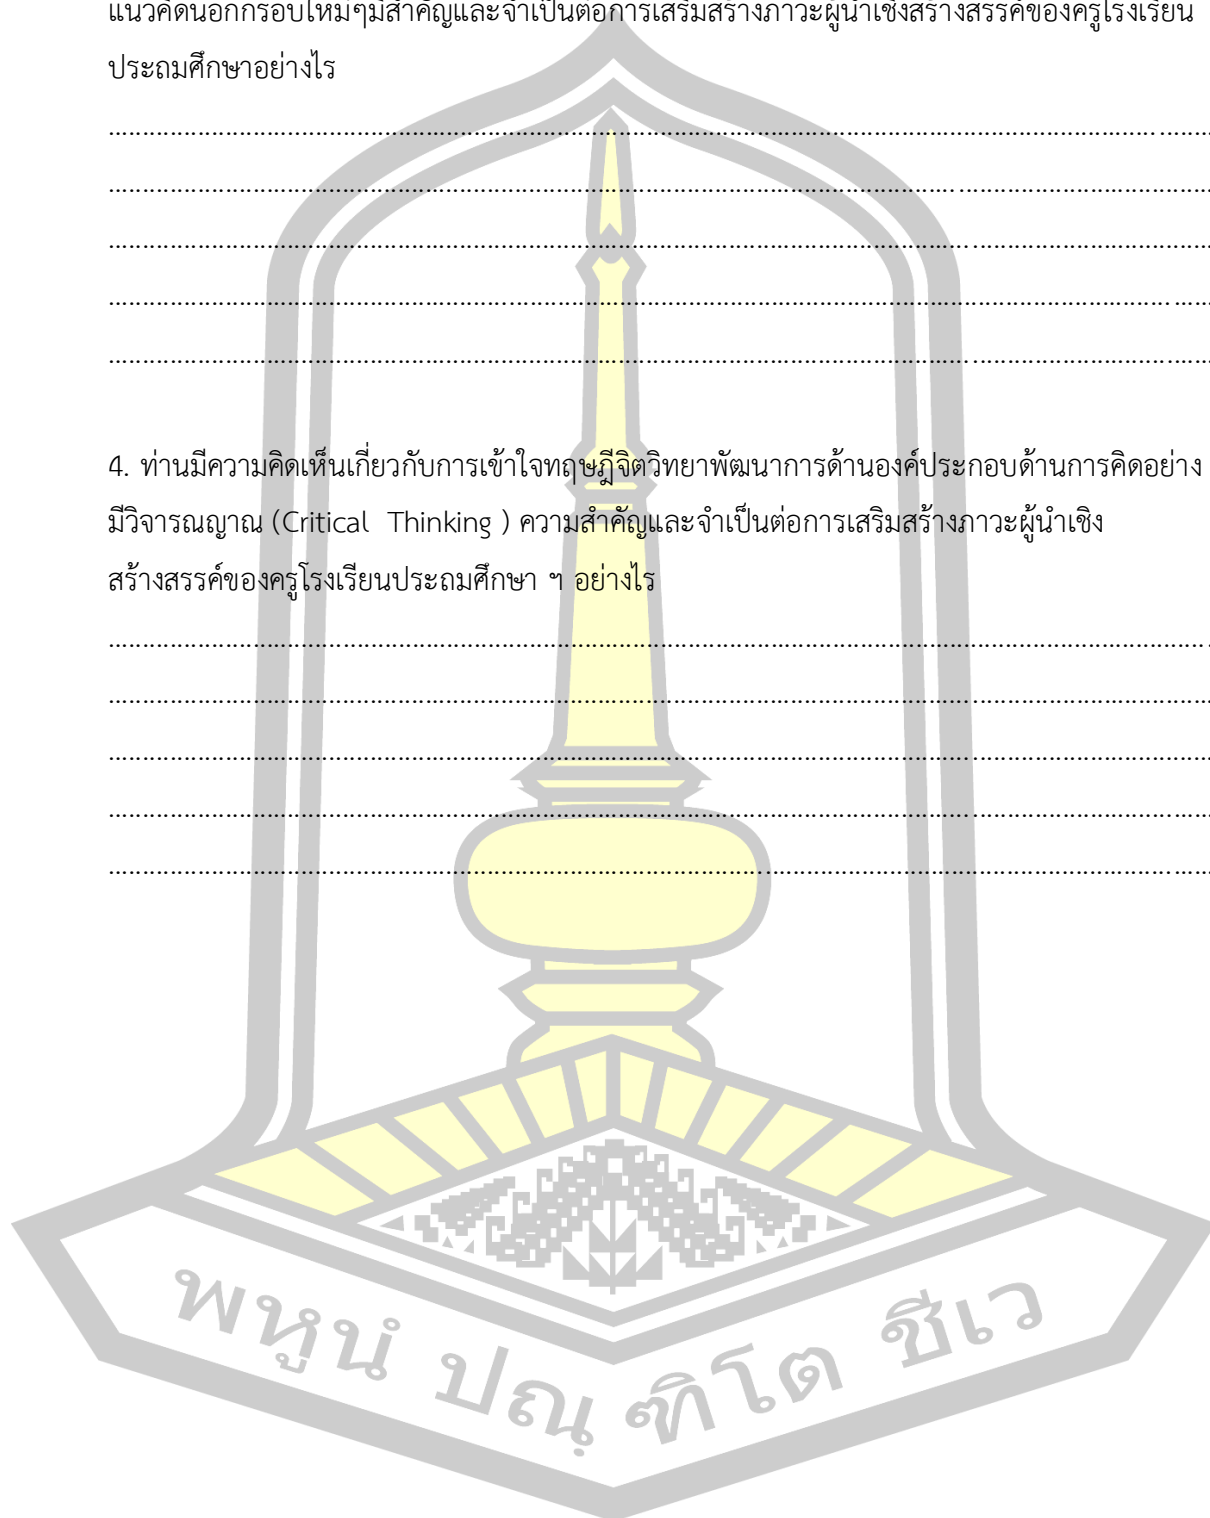 แนวคิดนอกกรอบใหม่ๆมีสำคัญและจำเป็นต่อการเสริมสร้างภาวะผู้นำเชิงสร้างสรรค์ของครูโรงเรียน
ประถมศึกษาอย่างไร
4. ท่านมีความคิดเห็นเกี่ยวกับการเข้าใจทฤษฎีจิตวิทยาพัฒนาการด้านองค์ประกอบด้านการคิดอย่าง
มีวิจารณญาณ (Critical Thinking ) ความสำคัญและจำเป็นต่อการเสริมสร้างภาวะผู้นำเชิง
สร้างสรรค์ของครูโรงเรียนประถมศึกษา ฯ อย่างไร
พหูนํ ปณฺฑิโต ชีเว